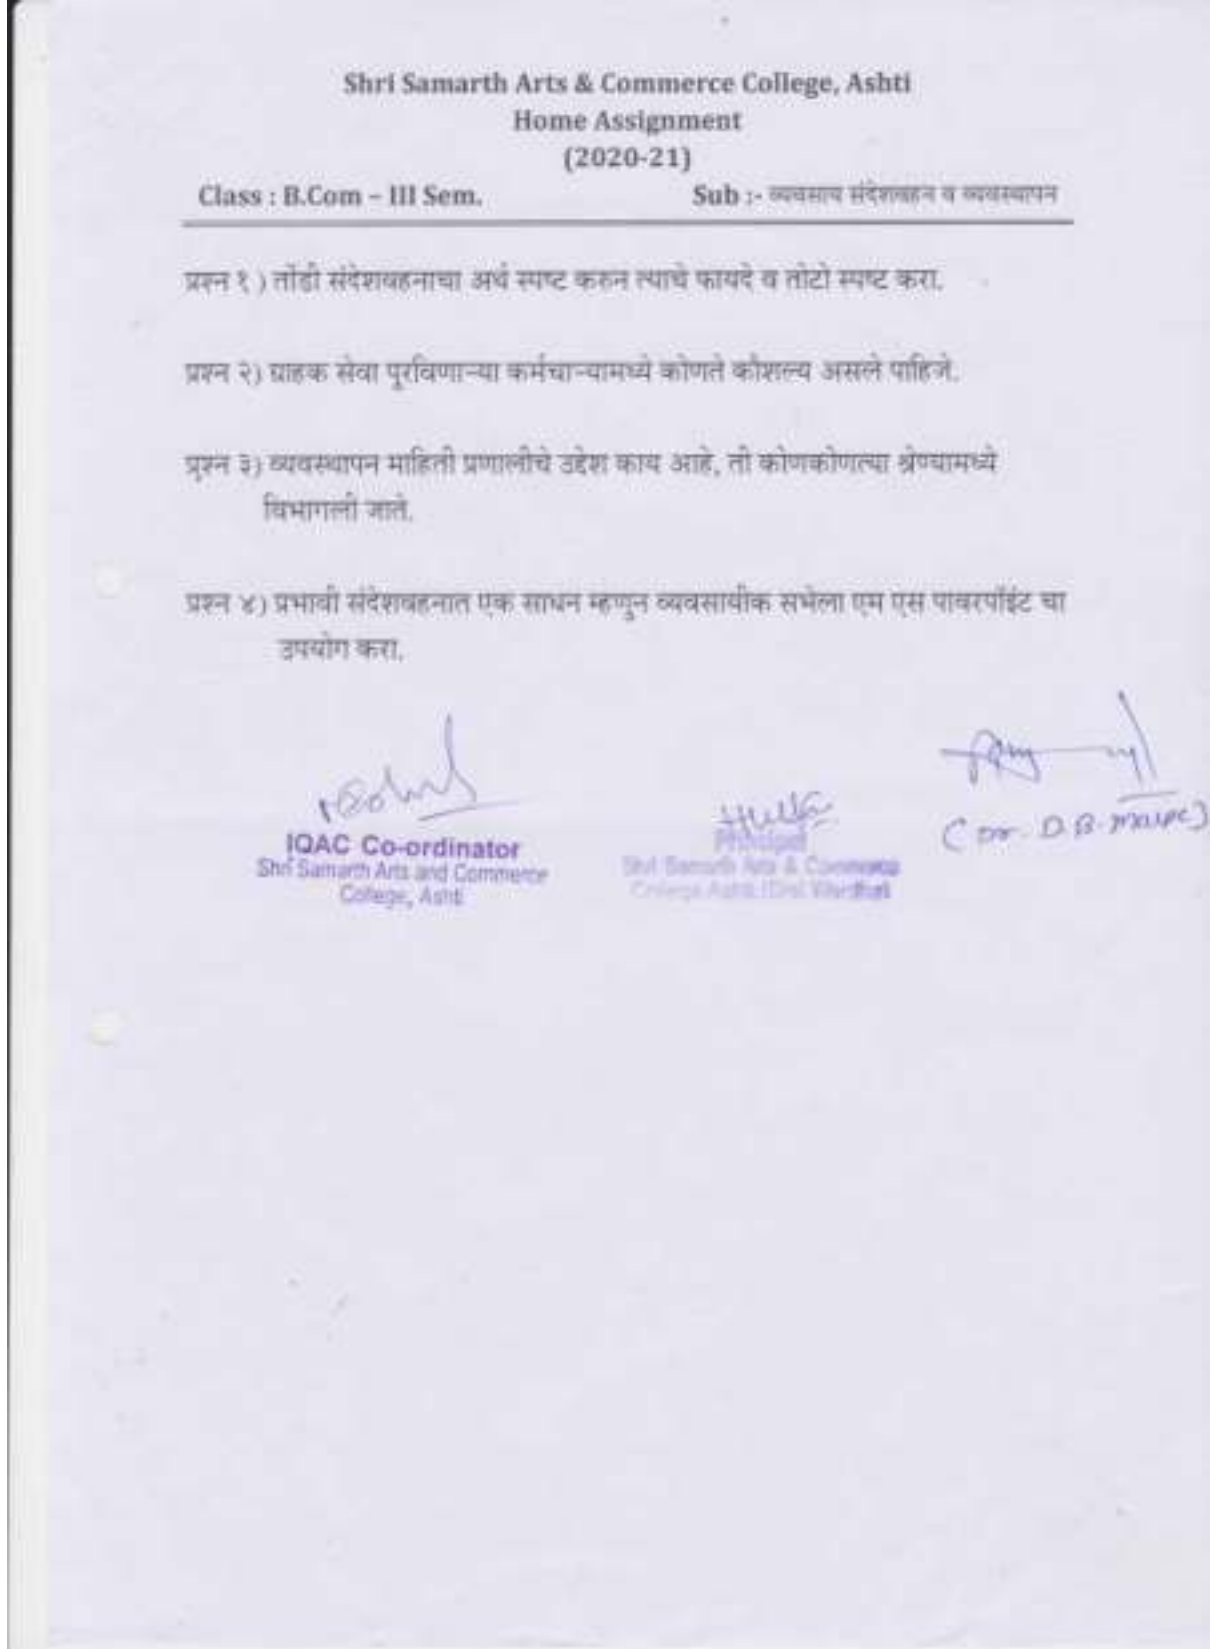 Shri Samarth Arts & Commerce College, Ashti
Home Assignment
(2020-21)
Class : B.Com – III Sem. Sub :- व्यवसाय संदेशवहन व व्यवस्थापन
प्रश्न १ ) तोंडी संदेशवहनाचा अर्थ स्पष्ट करुन त्याचे फायदे व तोटो स्पष्ट करा.
प्रश्न २) ग्राहक सेवा पुरविणाऱ्या कर्मचाऱ्यामध्ये कोणते कौशल्य असले पाहिजे.
प्रश्न ३) व्यवस्थापन माहिती प्रणालीचे उद्देश काय आहे, ती कोणकोणत्या श्रेण्यामध्ये
विभागली जाते.
प्रश्न ४) प्रभावी संदेशवहनात एक साधन म्हणुन व्यवसायीक सभेला एम एस पावरपॉइंट चा
उपयोग करा.
(Dr. D.B.
IQAC Co-ordinator
Shri Samarth Arts and Commerce
College, Ashti
Principal
Shri Samarth Arts & Commerce
College Ashti (Dist Wardha)